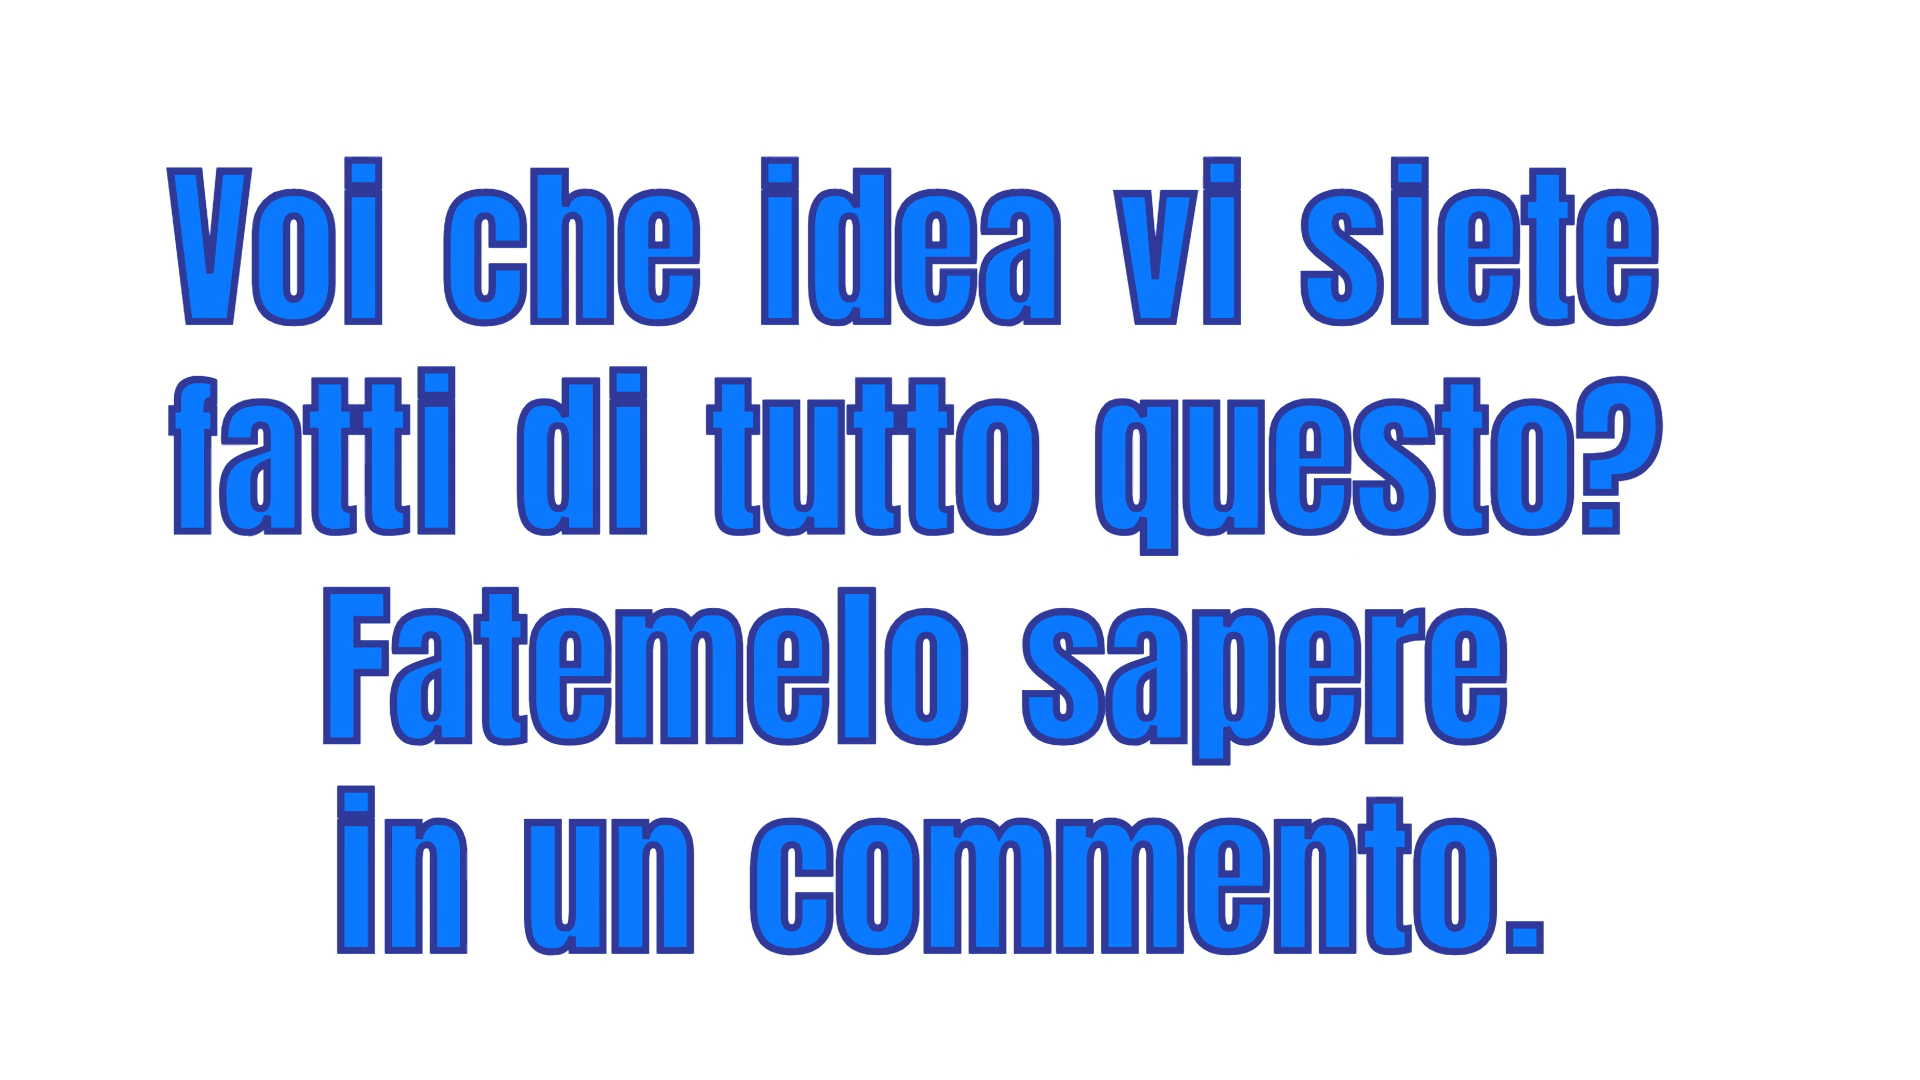 Voi che idea vi siete
fatti di tutto questo?
Fatemelo sapere
in un commento.